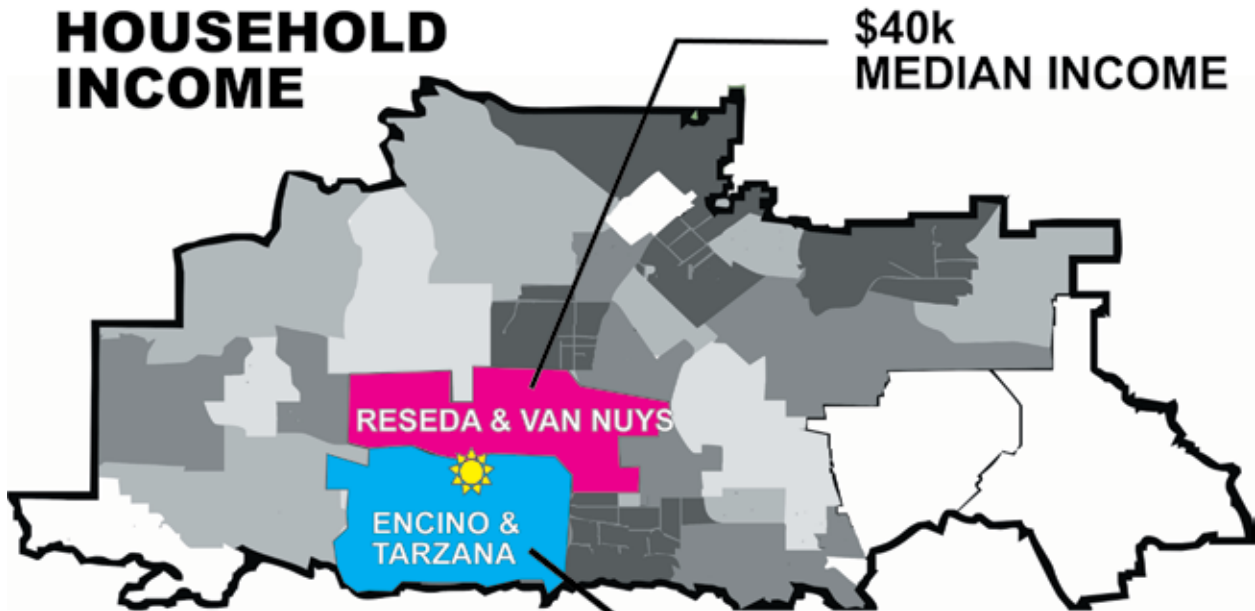 HOUSEHOLD
INCOME
$40k
MEDIAN INCOME
RESEDA & VAN NUYS
ENCINO &
TARZANA